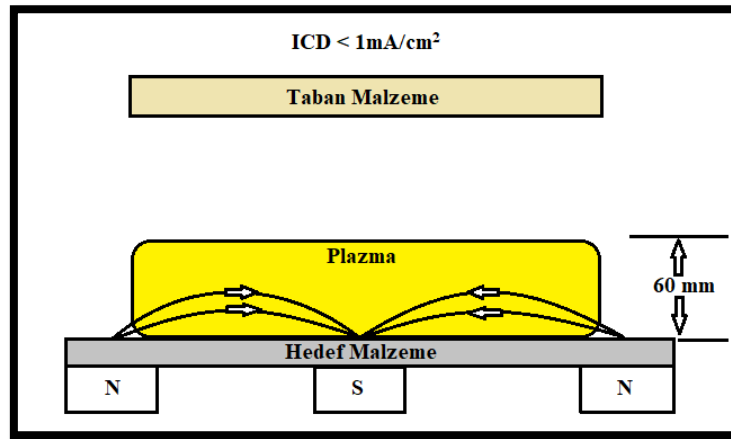 ICD < 1mA/cm²
Taban Malzeme
Plazma
60 mm
Hedef Malzeme
N
S
N